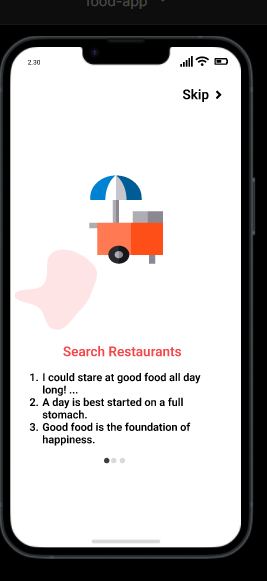 food-app
2.30
Skip
Search Restaurants
1. I could stare at good food all day
long! ...
2. A day is best started on a full
stomach.
3. Good food is the foundation of
happiness.